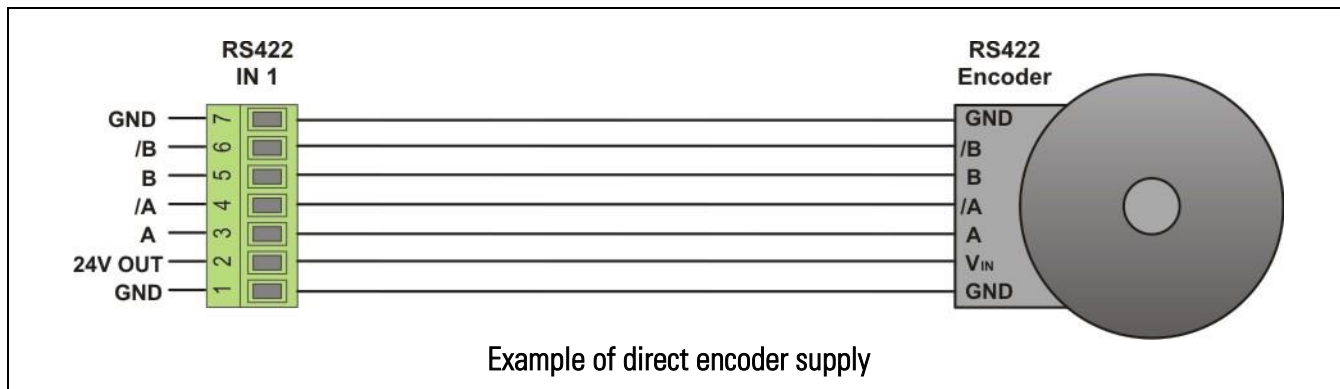 RS422
IN 1
RS422
Encoder
GND 7 GND
/B 6 /B
B 5 B
/A 4 /A
A 3 A
24V OUT 2 VIN
GND 1 GND
Example of direct encoder supply